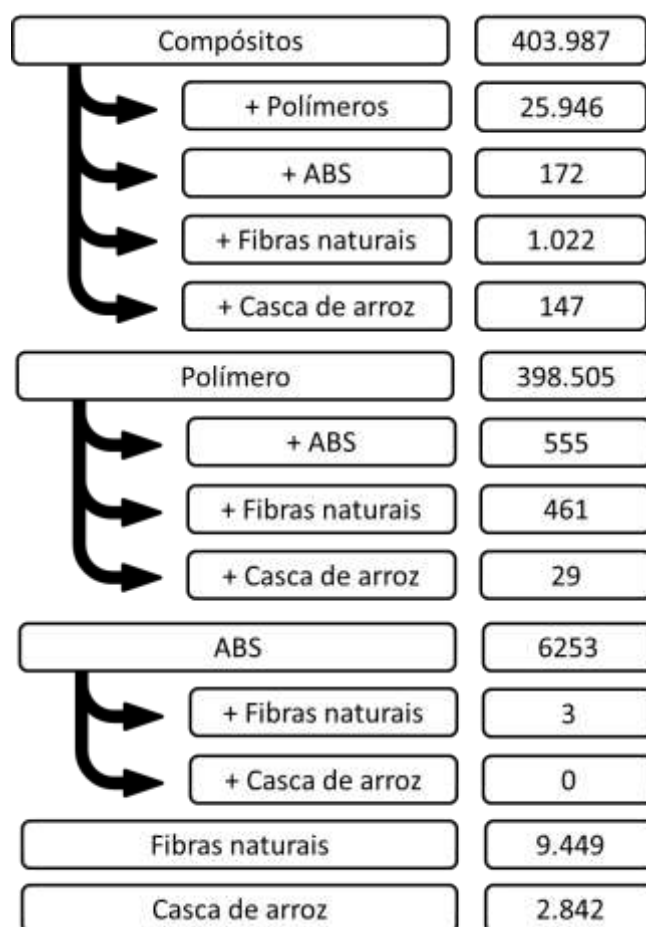 Compósitos 403.987
+ Polímeros 25.946
+ ABS 172
+ Fibras naturais 1.022
+ Casca de arroz 147
Polímero 398.505
+ ABS 555
+ Fibras naturais 461
+ Casca de arroz 29
ABS 6253
+ Fibras naturais 3
+ Casca de arroz 0
Fibras naturais 9.449
Casca de arroz 2.842